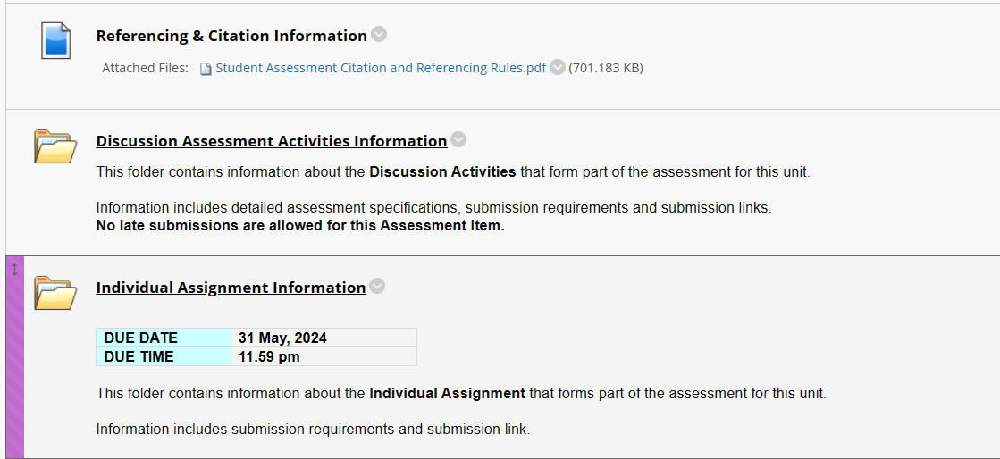 Referencing & Citation Information
Attached Files: Student Assessment Citation and Referencing Rules.pdf (701.183 KB)
Discussion Assessment Activities Information
This folder contains information about the Discussion Activities that form part of the assessment for this unit.
Information includes detailed assessment specifications, submission requirements and submission links.
No late submissions are allowed for this Assessment Item.
Individual Assignment Information
DUE DATE 31 May, 2024
DUE TIME 11.59 pm
This folder contains information about the Individual Assignment that forms part of the assessment for this unit.
Information includes submission requirements and submission link.